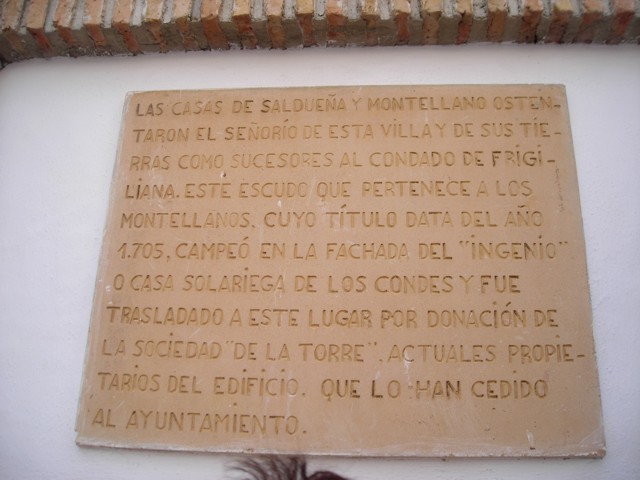 LAS CASAS DE SALDUEÑA Y MONTELLANO OSTEN-
TARON EL SEÑORÍO DE ESTA VILLA Y DE SUS TIE-
RRAS COMO SUCESORES AL CONDADO DE FRIGI-
LIANA. ESTE ESCUDO QUE PERTENECE A LOS
MONTELLANOS, CUYO TÍTULO DATA DEL AÑO
1.705, CAMPEÓ EN LA FACHADA DEL "INGENIO"
O CASA SOLARIEGA DE LOS CONDES Y FUE
TRASLADADO A ESTE LUGAR POR DONACIÓN DE
LA SOCIEDAD "DE LA TORRE". ACTUALES PROPIE-
TARIOS DEL EDIFICIO. QUE LO HAN CEDIDO
AL AYUNTAMIENTO.